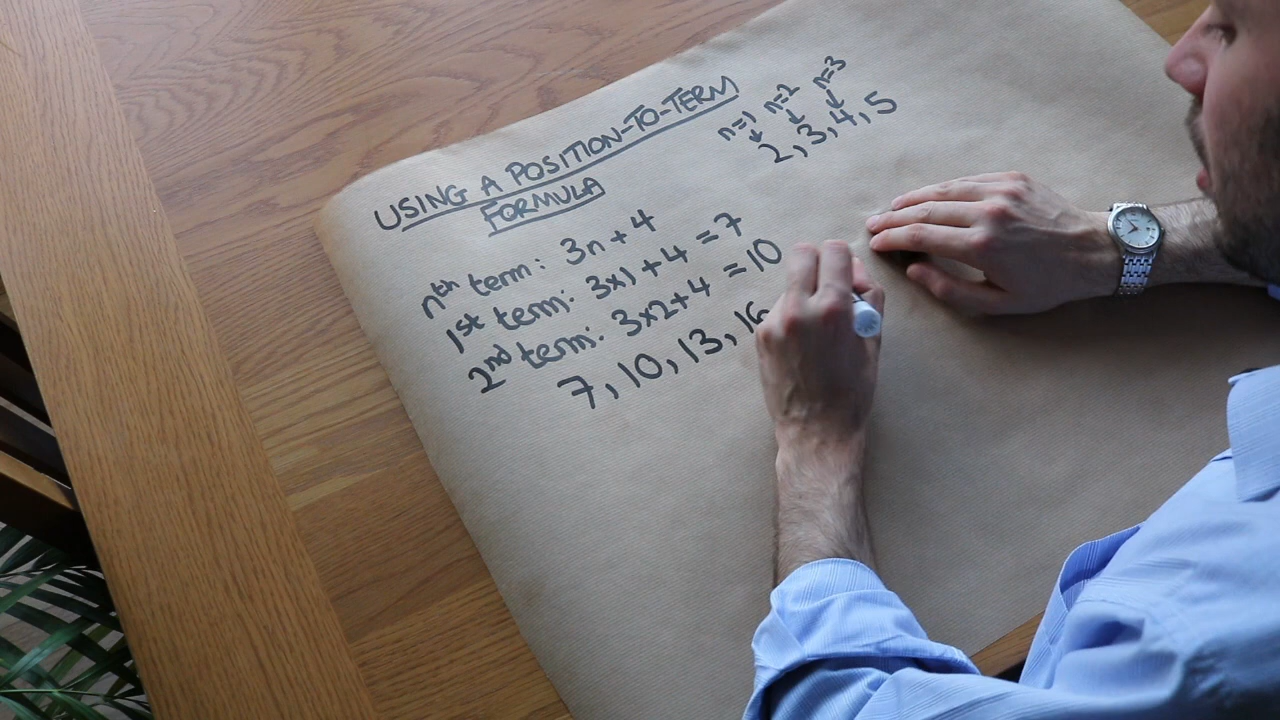 USING A POSITION-TO-TERM
FORMULA
n=1 n=2 n=3
2, 3, 4, 5
nth term: 3n + 4
1st term: 3x1 + 4 = 7
2nd term: 3x2+4 = 10
7, 10, 13, 16